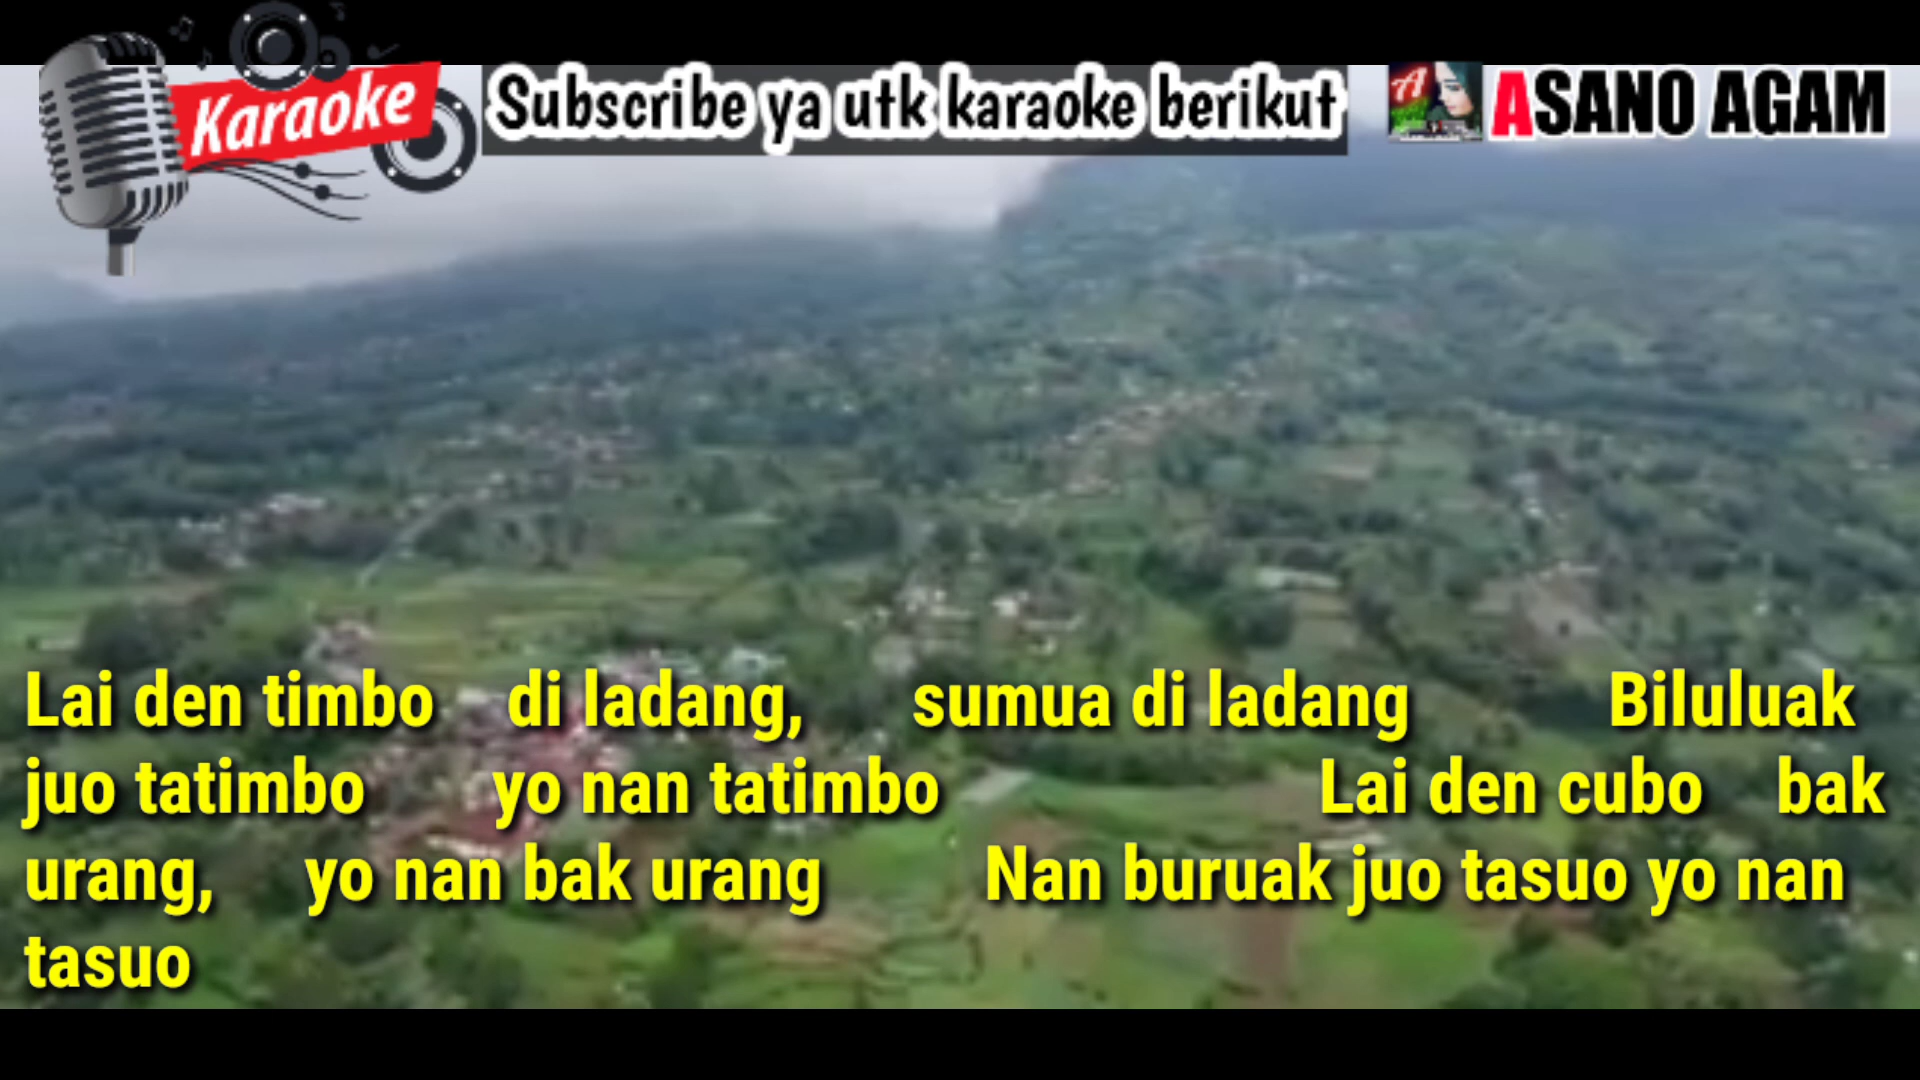 Karaoke
Subscribe ya utk karaoke berikut
ASANO AGAM
Lai den timbo di ladang, sumua di ladang Biluluak
juo tatimbo yo nan tatimbo Lai den cubo bak
urang, yo nan bak urang Nan buruak juo tasuo yo nan
tasuo